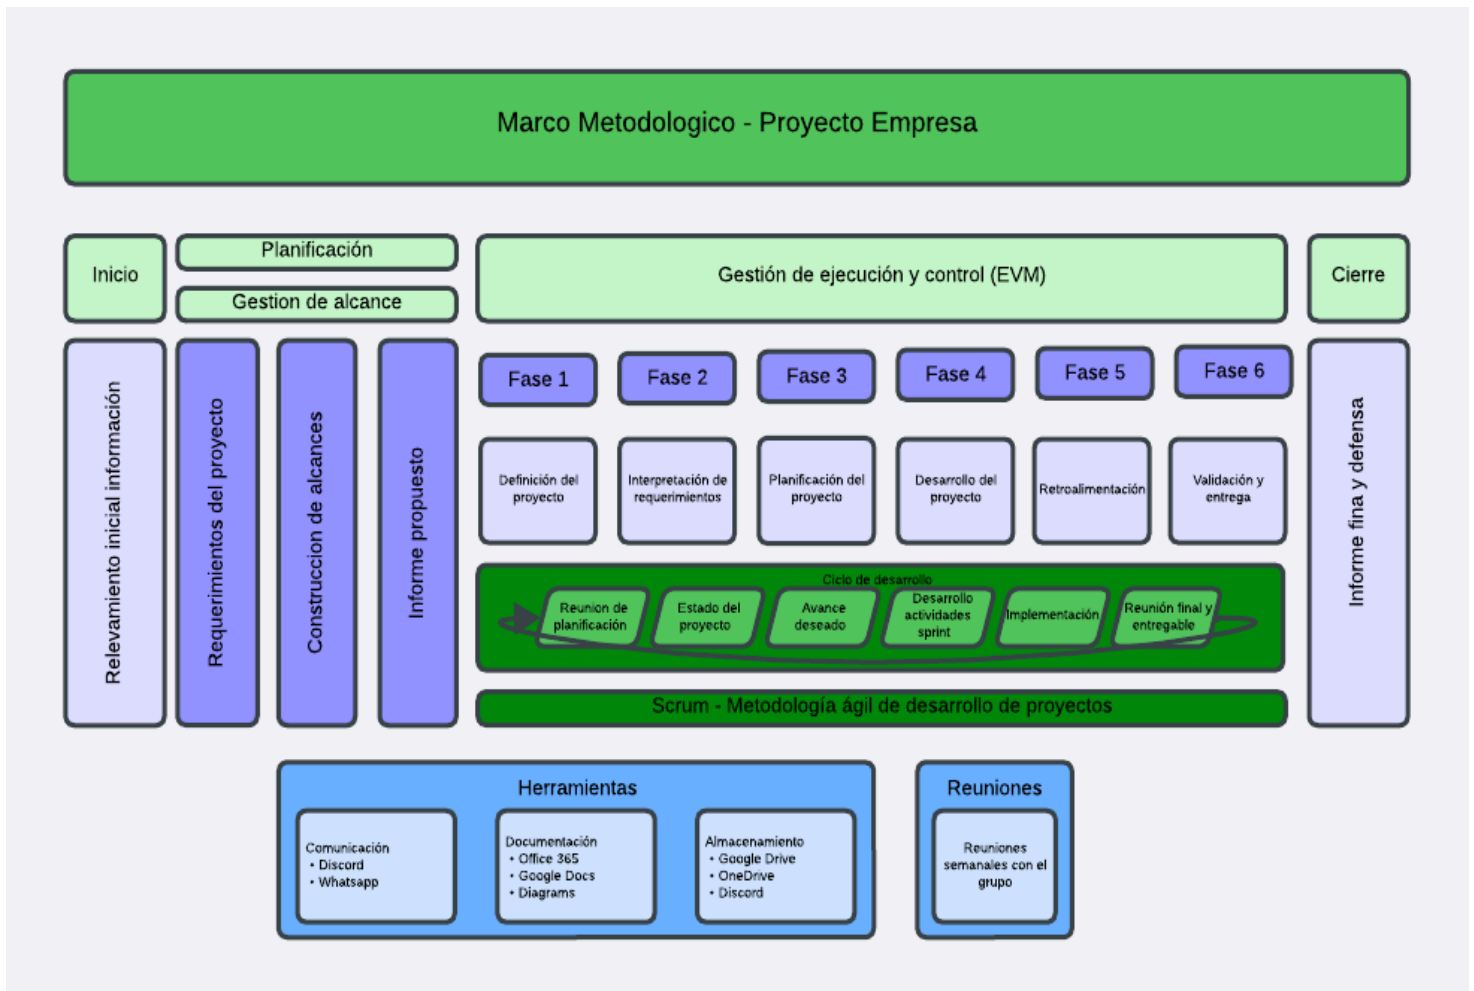 Marco Metodologico - Proyecto Empresa
Inicio
Planificación
Gestion de alcance
Gestión de ejecución y control (EVM)
Cierre
Relevamiento inicial información
Requerimientos del proyecto
Construccion de alcances
Informe propuesto
Fase 1
Fase 2
Fase 3
Fase 4
Fase 5
Fase 6
Definición del
proyecto
Interpretación de
requerimientos
Planificación del
proyecto
Desarrollo del
proyecto
Retroalimentación
Validación y
entrega
Informe fina y defensa
Ciclo de desarrollo
Reunion de
planificación
Estado del
proyecto
Avance
deseado
Desarrollo
actividades
sprint
Implementación
Reunión final y
entregable
Scrum - Metodología ágil de desarrollo de proyectos
Herramientas
Comunicación
• Discord
• Whatsapp
Documentación
• Office 365
• Google Docs
• Diagrams
Almacenamiento
• Google Drive
• OneDrive
• Discord
Reuniones
Reuniones
semanales con el
grupo